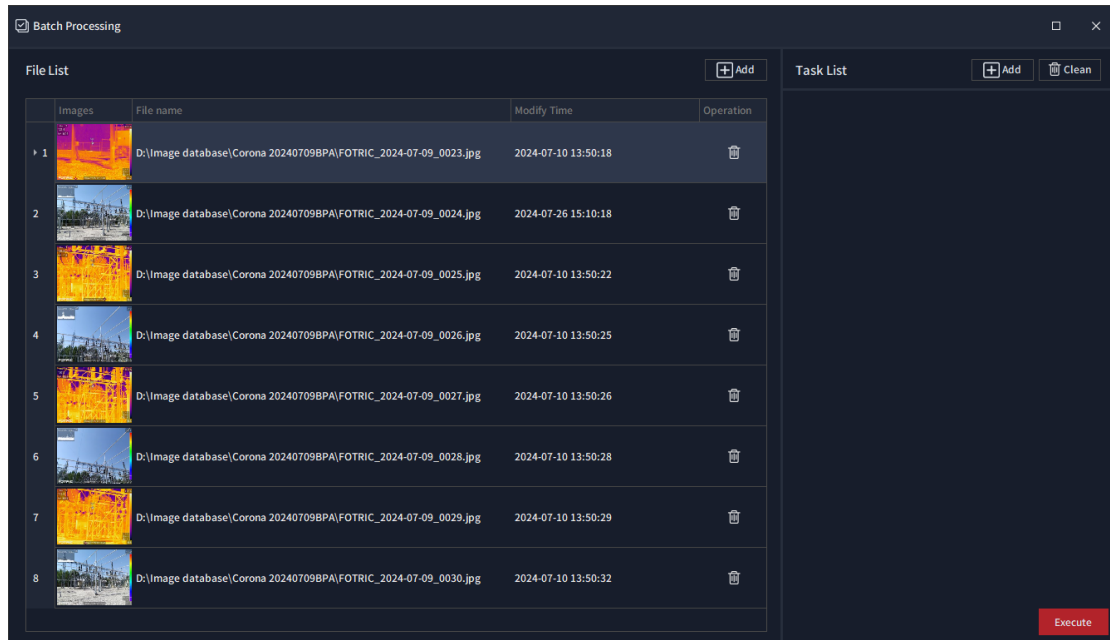 Batch Processing
File List
Add
Images File name Modify Time Operation
1 D:\Image database\Corona 20240709BPA\FOTRIC_2024-07-09_0023.jpg 2024-07-10 13:50:18
2 D:\Image database\Corona 20240709BPA\FOTRIC_2024-07-09_0024.jpg 2024-07-26 15:10:18
3 D:\Image database\Corona 20240709BPA\FOTRIC_2024-07-09_0025.jpg 2024-07-10 13:50:22
4 D:\Image database\Corona 20240709BPA\FOTRIC_2024-07-09_0026.jpg 2024-07-10 13:50:25
5 D:\Image database\Corona 20240709BPA\FOTRIC_2024-07-09_0027.jpg 2024-07-10 13:50:26
6 D:\Image database\Corona 20240709BPA\FOTRIC_2024-07-09_0028.jpg 2024-07-10 13:50:28
7 D:\Image database\Corona 20240709BPA\FOTRIC_2024-07-09_0029.jpg 2024-07-10 13:50:29
8 D:\Image database\Corona 20240709BPA\FOTRIC_2024-07-09_0030.jpg 2024-07-10 13:50:32
Task List
Add
Clean
Execute